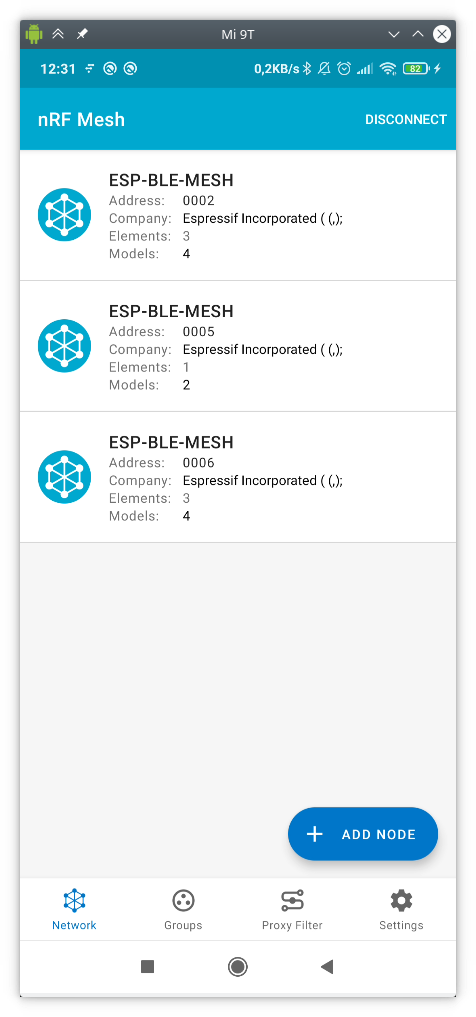 Mi 9T
12:31 0,2KB/s 82
nRF Mesh DISCONNECT
ESP-BLE-MESH
Address: 0002
Company: Espressif Incorporated ( (,);
Elements: 3
Models: 4
ESP-BLE-MESH
Address: 0005
Company: Espressif Incorporated ( (,);
Elements: 1
Models: 2
ESP-BLE-MESH
Address: 0006
Company: Espressif Incorporated ( (,);
Elements: 3
Models: 4
ADD NODE
Network Groups Proxy Filter Settings